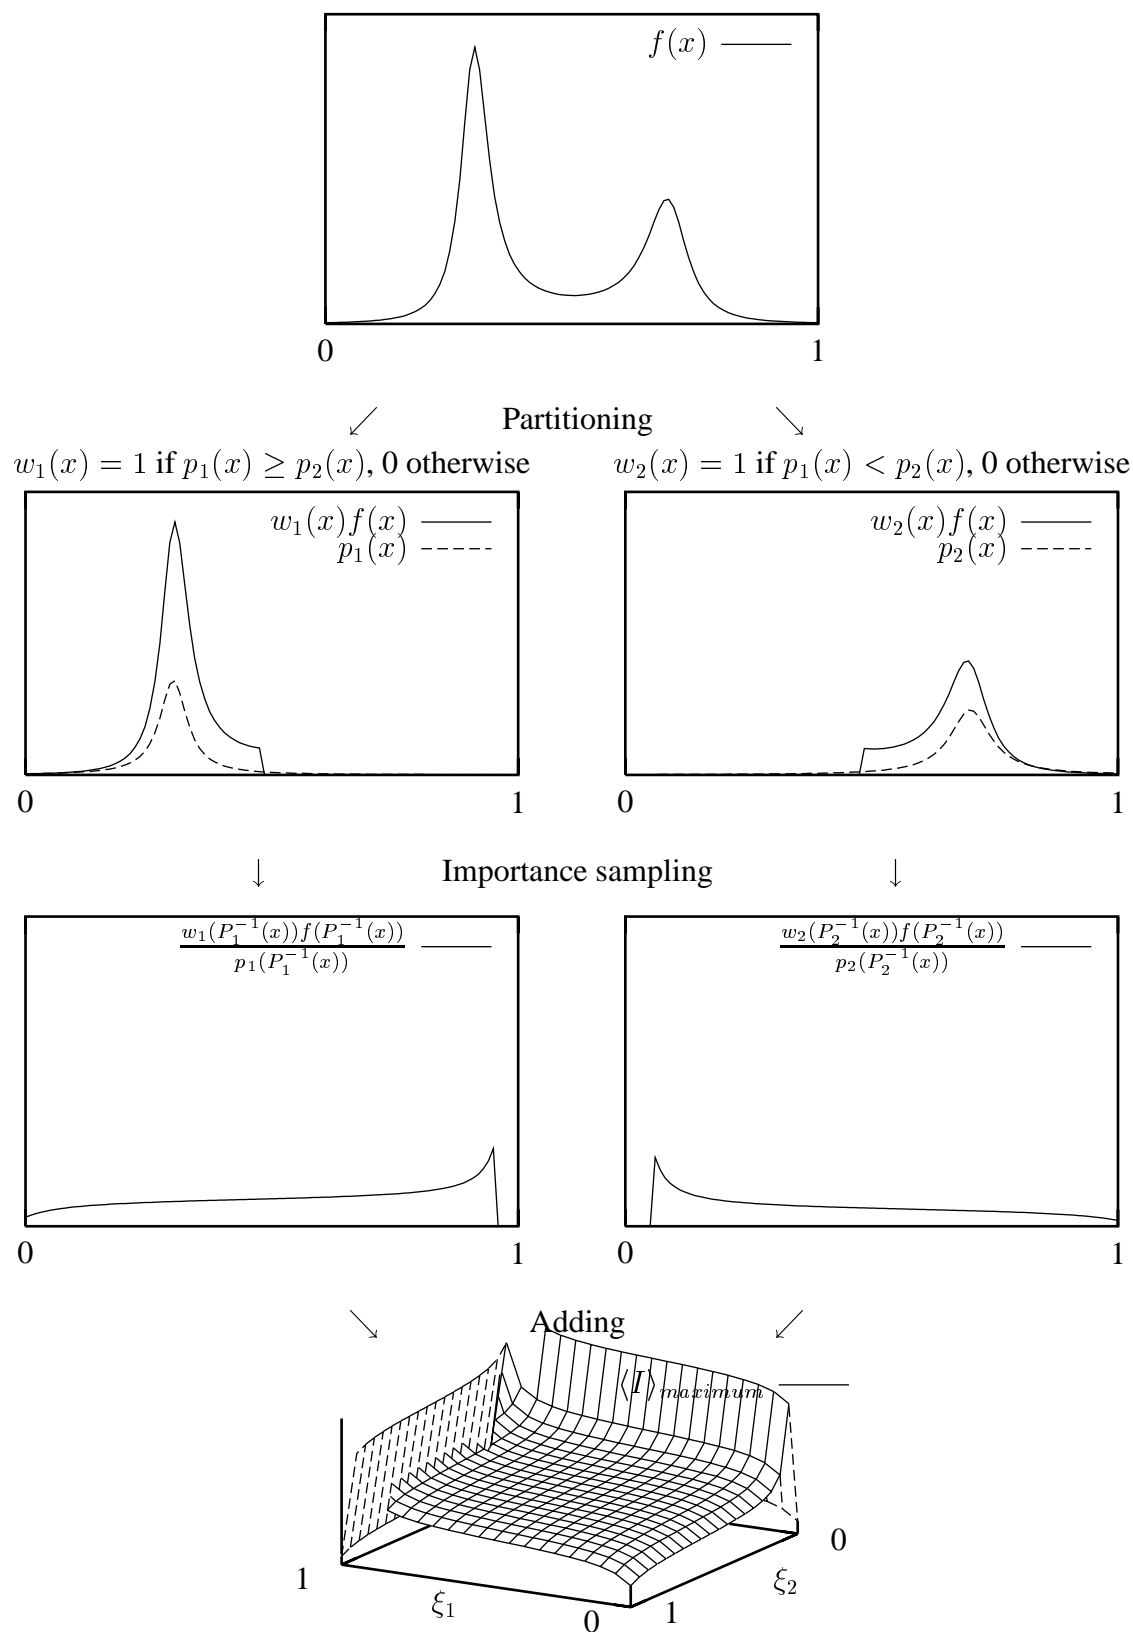 f(x)
0 1
Partitioning
w₁(x) = 1 if p₁(x) ≥ p₂(x), 0 otherwise
w₂(x) = 1 if p₁(x) < p₂(x), 0 otherwise
w₁(x)f(x)
p₁(x)
0 1
w₂(x)f(x)
p₂(x)
0 1
Importance sampling
w₁(P₁⁻¹(x))f(P₁⁻¹(x))
p₁(P₁⁻¹(x))
0 1
w₂(P₂⁻¹(x))f(P₂⁻¹(x))
p₂(P₂⁻¹(x))
0 1
Adding
⟨I⟩maximum
1 ξ₁ 0
1 ξ₂ 0